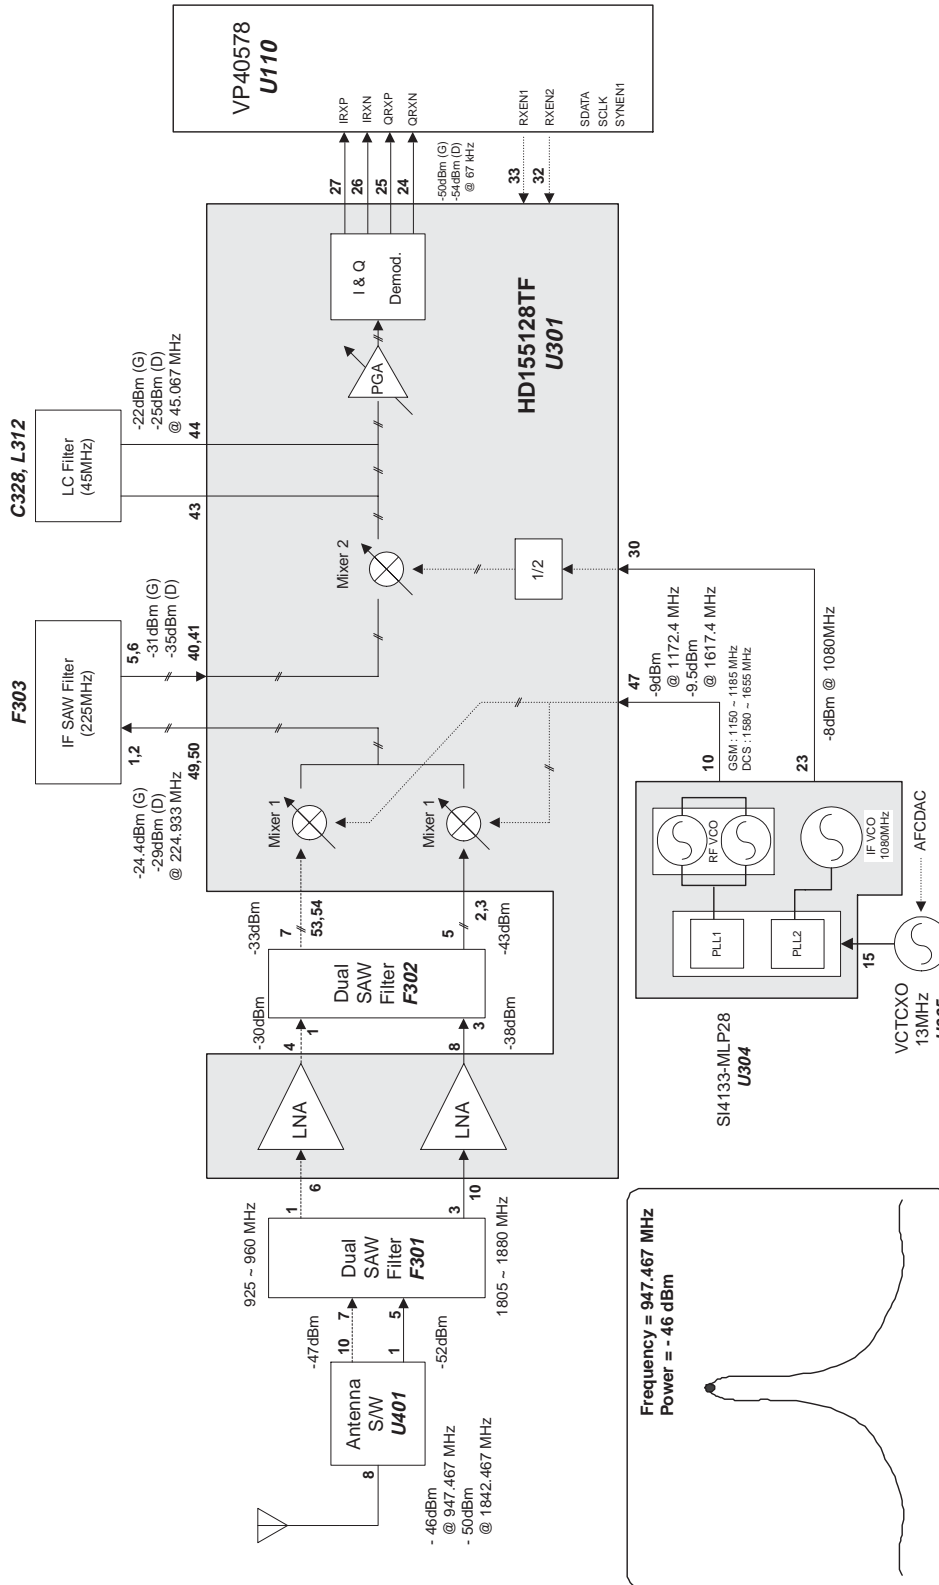 Antenna
S/W
U401
8
- 46dBm
@ 947.467 MHz
- 50dBm
@ 1842.467 MHz
-47dBm
10
7
1
5
-52dBm
925 ~ 960 MHz
Dual
SAW
Filter
F301
1805 ~ 1880 MHz
1
6
3
10
LNA
LNA
-30dBm
4
1
8
3
-38dBm
Dual
SAW
Filter
F302
-33dBm
7
53,54
5
2,3
-43dBm
Mixer 1
Mixer 1
F303
IF SAW Filter
(225MHz)
1,2
5,6
-24.4dBm (G)
-29dBm (D)
@ 224.933 MHz
49,50
-31dBm (G)
-35dBm (D)
40,41
Mixer 2
1/2
C328, L312
LC Filter
(45MHz)
43
-22dBm (G)
-25dBm (D)
@ 45.067 MHz
44
PGA
I & Q
Demod.
HD155128TF
U301
27
26
25
24
-50dBm (G)
-54dBm (D)
@ 67 kHz
33
32
VP40578
U110
IRXP
IRXN
QRXP
QRXN
RXEN1
RXEN2
SDATA
SCLK
SYNEN1
47
-9dBm
@ 1172.4 MHz
-9.5dBm
@ 1617.4 MHz
30
10
GSM : 1150 ~ 1185 MHz
DCS : 1580 ~ 1655 MHz
23
-8dBm @ 1080MHz
RF VCO
IF VCO
1080MHz
PLL1
PLL2
SI4133-MLP28
U304
15
AFCDAC
VCTCXO
13MHz
Frequency = 947.467 MHz
Power = - 46 dBm